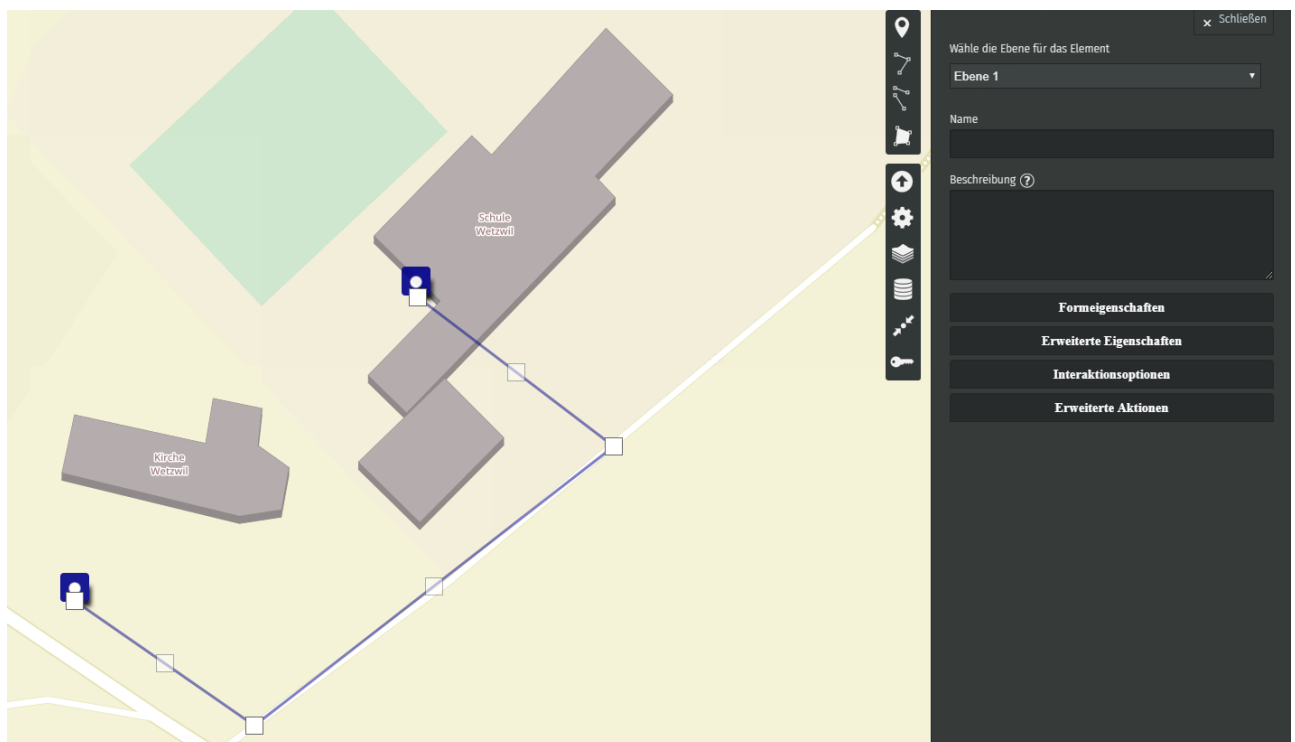 × Schließen
Wähle die Ebene für das Element
Ebene 1
Name
Beschreibung (?)
Formeigenschaften
Erweiterte Eigenschaften
Interaktionsoptionen
Erweiterte Aktionen
Schule
Wetzwil
Kirche
Wetzwil